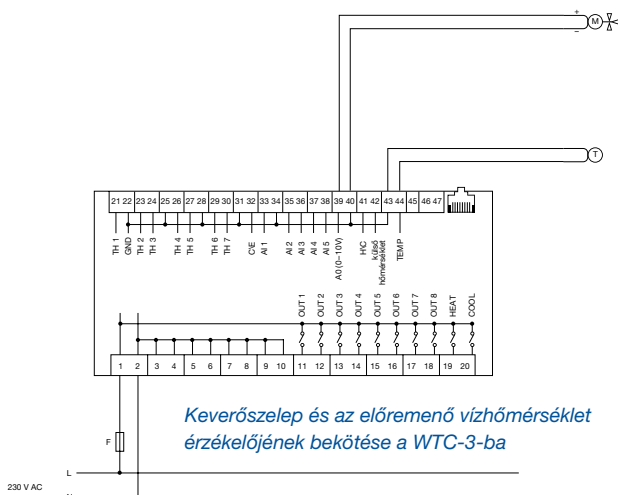 +
M
−
T
21 22 23 24 25 26 27 28 29 30 31 32 33 34 35 36 37 38 39 40 41 42 43 44 45 46 47
TH 1
GND
TH 2
TH 3
TH 4
TH 5
TH 6
TH 7
C\E
AI 1
AI 2
AI 3
AI 4
AI 5
A0 (0–10V)
H\C
külső
hőmérséklet
TEMP
OUT 1
OUT 2
OUT 3
OUT 4
OUT 5
OUT 6
OUT 7
OUT 8
HEAT
COOL
1 2 3 4 5 6 7 8 9 10 11 12 13 14 15 16 17 18 19 20
Keverőszelep és az előremenő vízhőmérséklet
érzékelőjének bekötése a WTC-3-ba
F
L
230 V AC